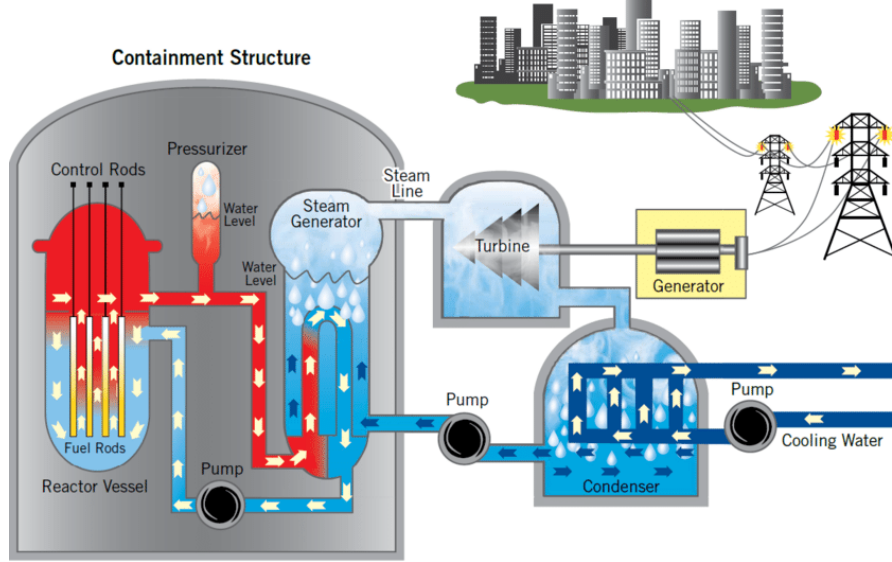 Containment Structure
Control Rods
Pressurizer
Water
Level
Steam
Generator
Water
Level
Steam
Line
Turbine
Generator
Fuel Rods
Reactor Vessel
Pump
Pump
Condenser
Pump
Cooling Water